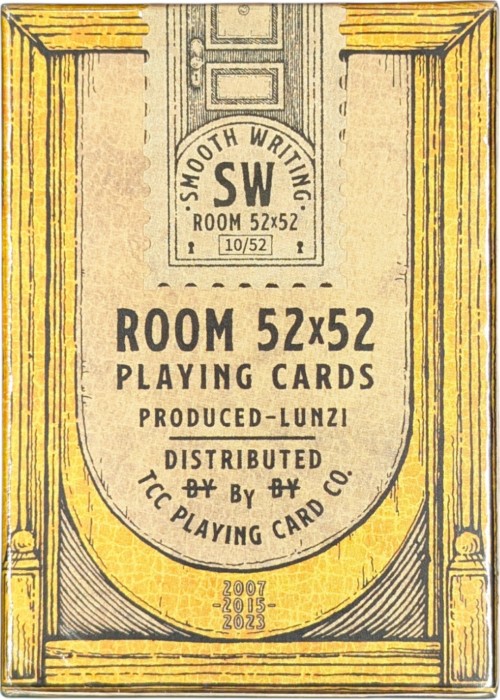 SMOOTH WRITING
SW
ROOM 52x52
10/52
ROOM 52x52
PLAYING CARDS
PRODUCED-LUNZI
DISTRIBUTED
BY By BY
TCC PLAYING CARD CO.
2007
-2015-
2023